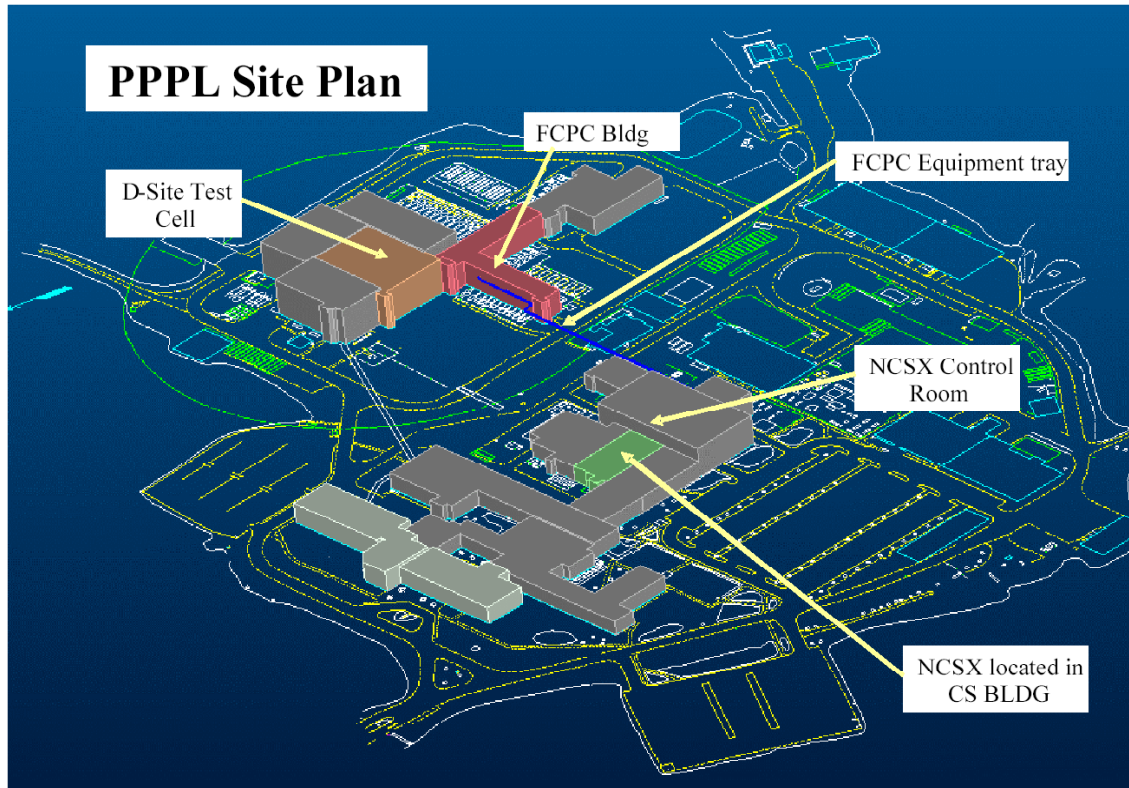 PPPL Site Plan
FCPC Bldg
FCPC Equipment tray
D-Site Test
Cell
NCSX Control
Room
NCSX located in
CS BLDG